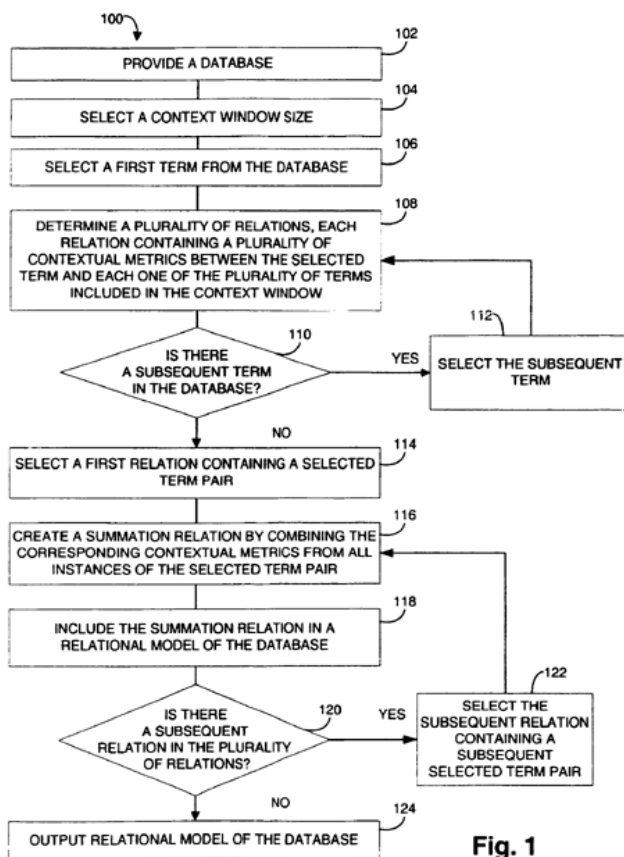 100
102
PROVIDE A DATABASE
104
SELECT A CONTEXT WINDOW SIZE
106
SELECT A FIRST TERM FROM THE DATABASE
108
DETERMINE A PLURALITY OF RELATIONS, EACH
RELATION CONTAINING A PLURALITY OF
CONTEXTUAL METRICS BETWEEN THE SELECTED
TERM AND EACH ONE OF THE PLURALITY OF TERMS
INCLUDED IN THE CONTEXT WINDOW
110
IS THERE
A SUBSEQUENT TERM
IN THE DATABASE?
YES
112
SELECT THE SUBSEQUENT
TERM
NO
114
SELECT A FIRST RELATION CONTAINING A SELECTED
TERM PAIR
116
CREATE A SUMMATION RELATION BY COMBINING THE
CORRESPONDING CONTEXTUAL METRICS FROM ALL
INSTANCES OF THE SELECTED TERM PAIR
118
INCLUDE THE SUMMATION RELATION IN A
RELATIONAL MODEL OF THE DATABASE
120
IS THERE
A SUBSEQUENT
RELATION IN THE PLURALITY
OF RELATIONS?
YES
122
SELECT THE
SUBSEQUENT RELATION
CONTAINING A
SUBSEQUENT
SELECTED TERM PAIR
NO
124
OUTPUT RELATIONAL MODEL OF THE DATABASE
Fig. 1